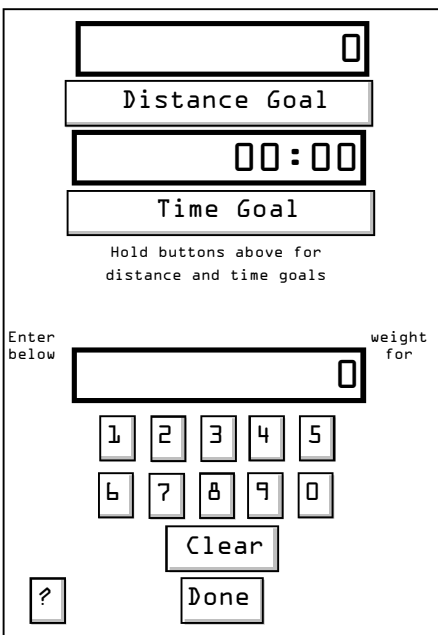 0
Distance Goal
00:00
Time Goal
Hold buttons above for
distance and time goals
Enter weight
below for
0
1 2 3 4 5
6 7 8 9 0
Clear
? Done